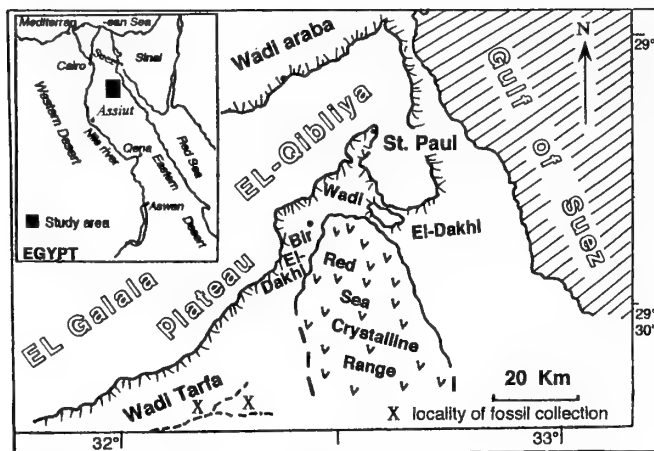 Mediterran -ean Sea
Cairo
Suez
Sinai
Assiut
Western Desert
Nile river
Qena
Eastern
Desert
Red Sea
Aswan
Study area
EGYPT
Wadi araba
EL-QIBLIYA
St. Paul
Gulf of Suez
N
29°
Wadi
El-Dakhl
Bir
El-
Dakhl
EL Galala
Plateau
Red
Sea
Crystalline
Range
29°
30°
Wadi Tarfa
X X
20 Km
X locality of fossil collection
32°
33°